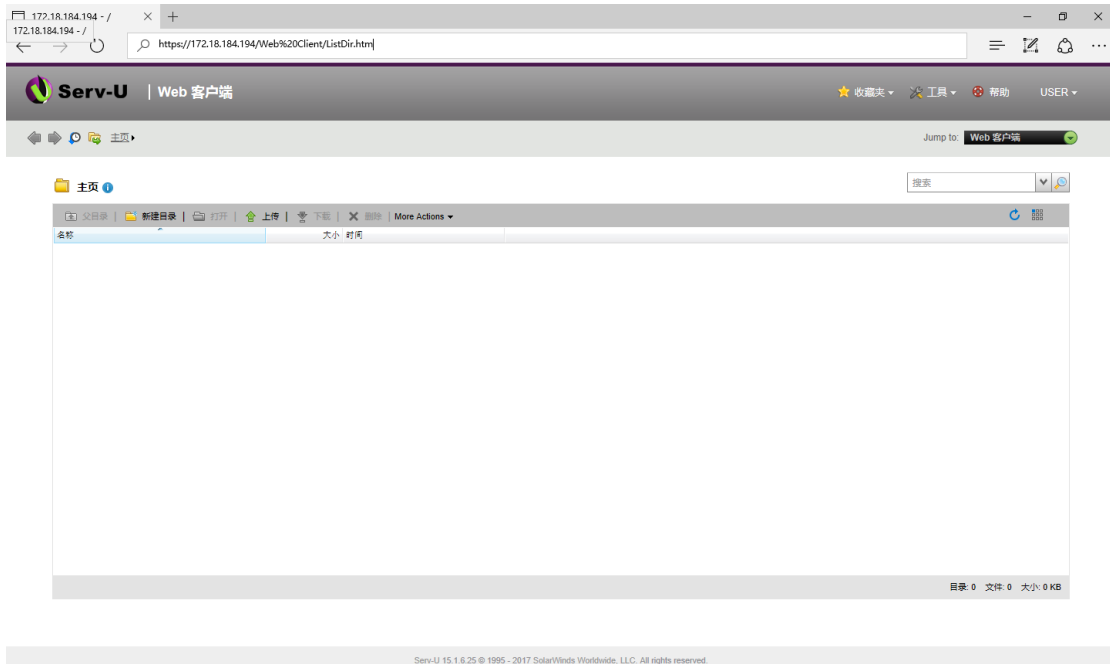 172.18.184.194 - /
172.18.184.194 - /
https://172.18.184.194/Web%20Client/ListDir.htm
Serv-U | Web 客户端
收藏夹 工具 帮助 USER
主页
Jump to: Web 客户端
主页
搜索
父目录 | 新建目录 | 打开 | 上传 | 下载 | 删除 | More Actions
名称 大小 时间
目录: 0 文件: 0 大小: 0 KB
Serv-U 15.1.6.25 © 1995 - 2017 SolarWinds Worldwide, LLC. All rights reserved.